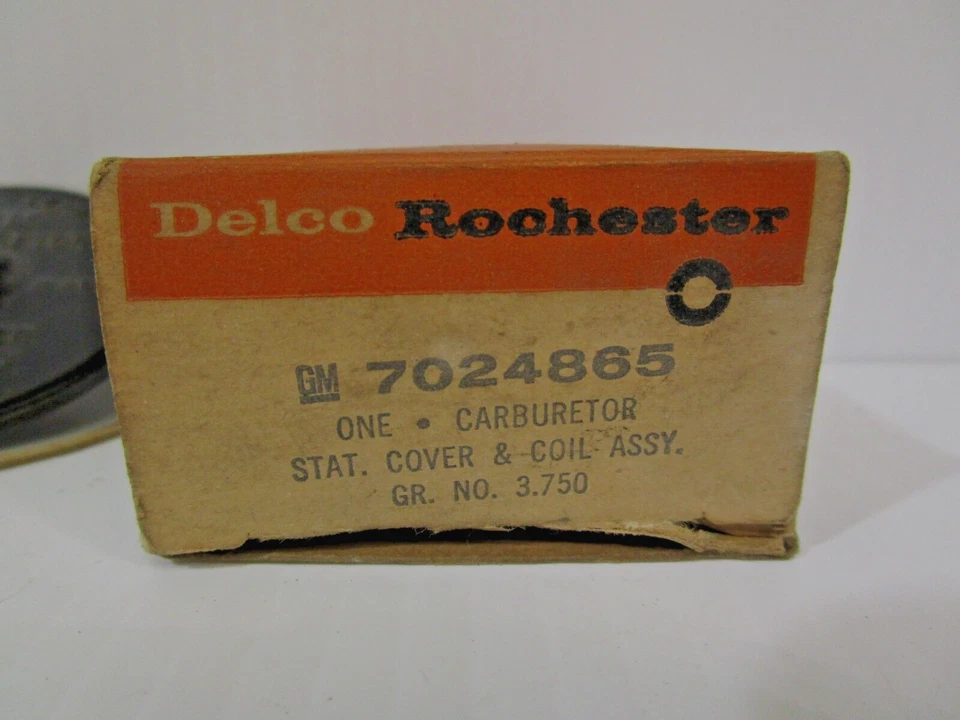 Delco Rochester
GM 7024865
ONE • CARBURETOR
STAT. COVER & COIL ASSY.
GR. NO. 3.750